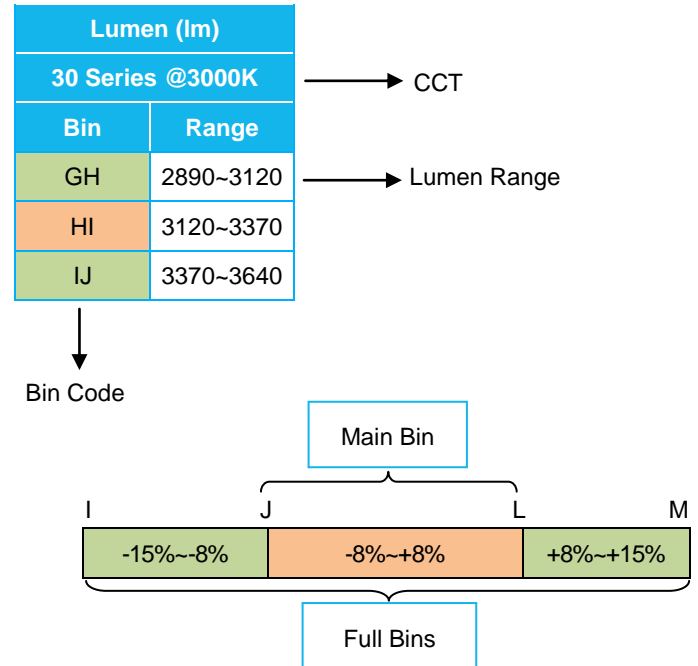 Lumen (lm)
30 Series @3000K
CCT
Bin Range
GH 2890~3120
Lumen Range
HI 3120~3370
IJ 3370~3640
Bin Code
Main Bin
I J L M
-15%~-8% -8%~+8% +8%~+15%
Full Bins